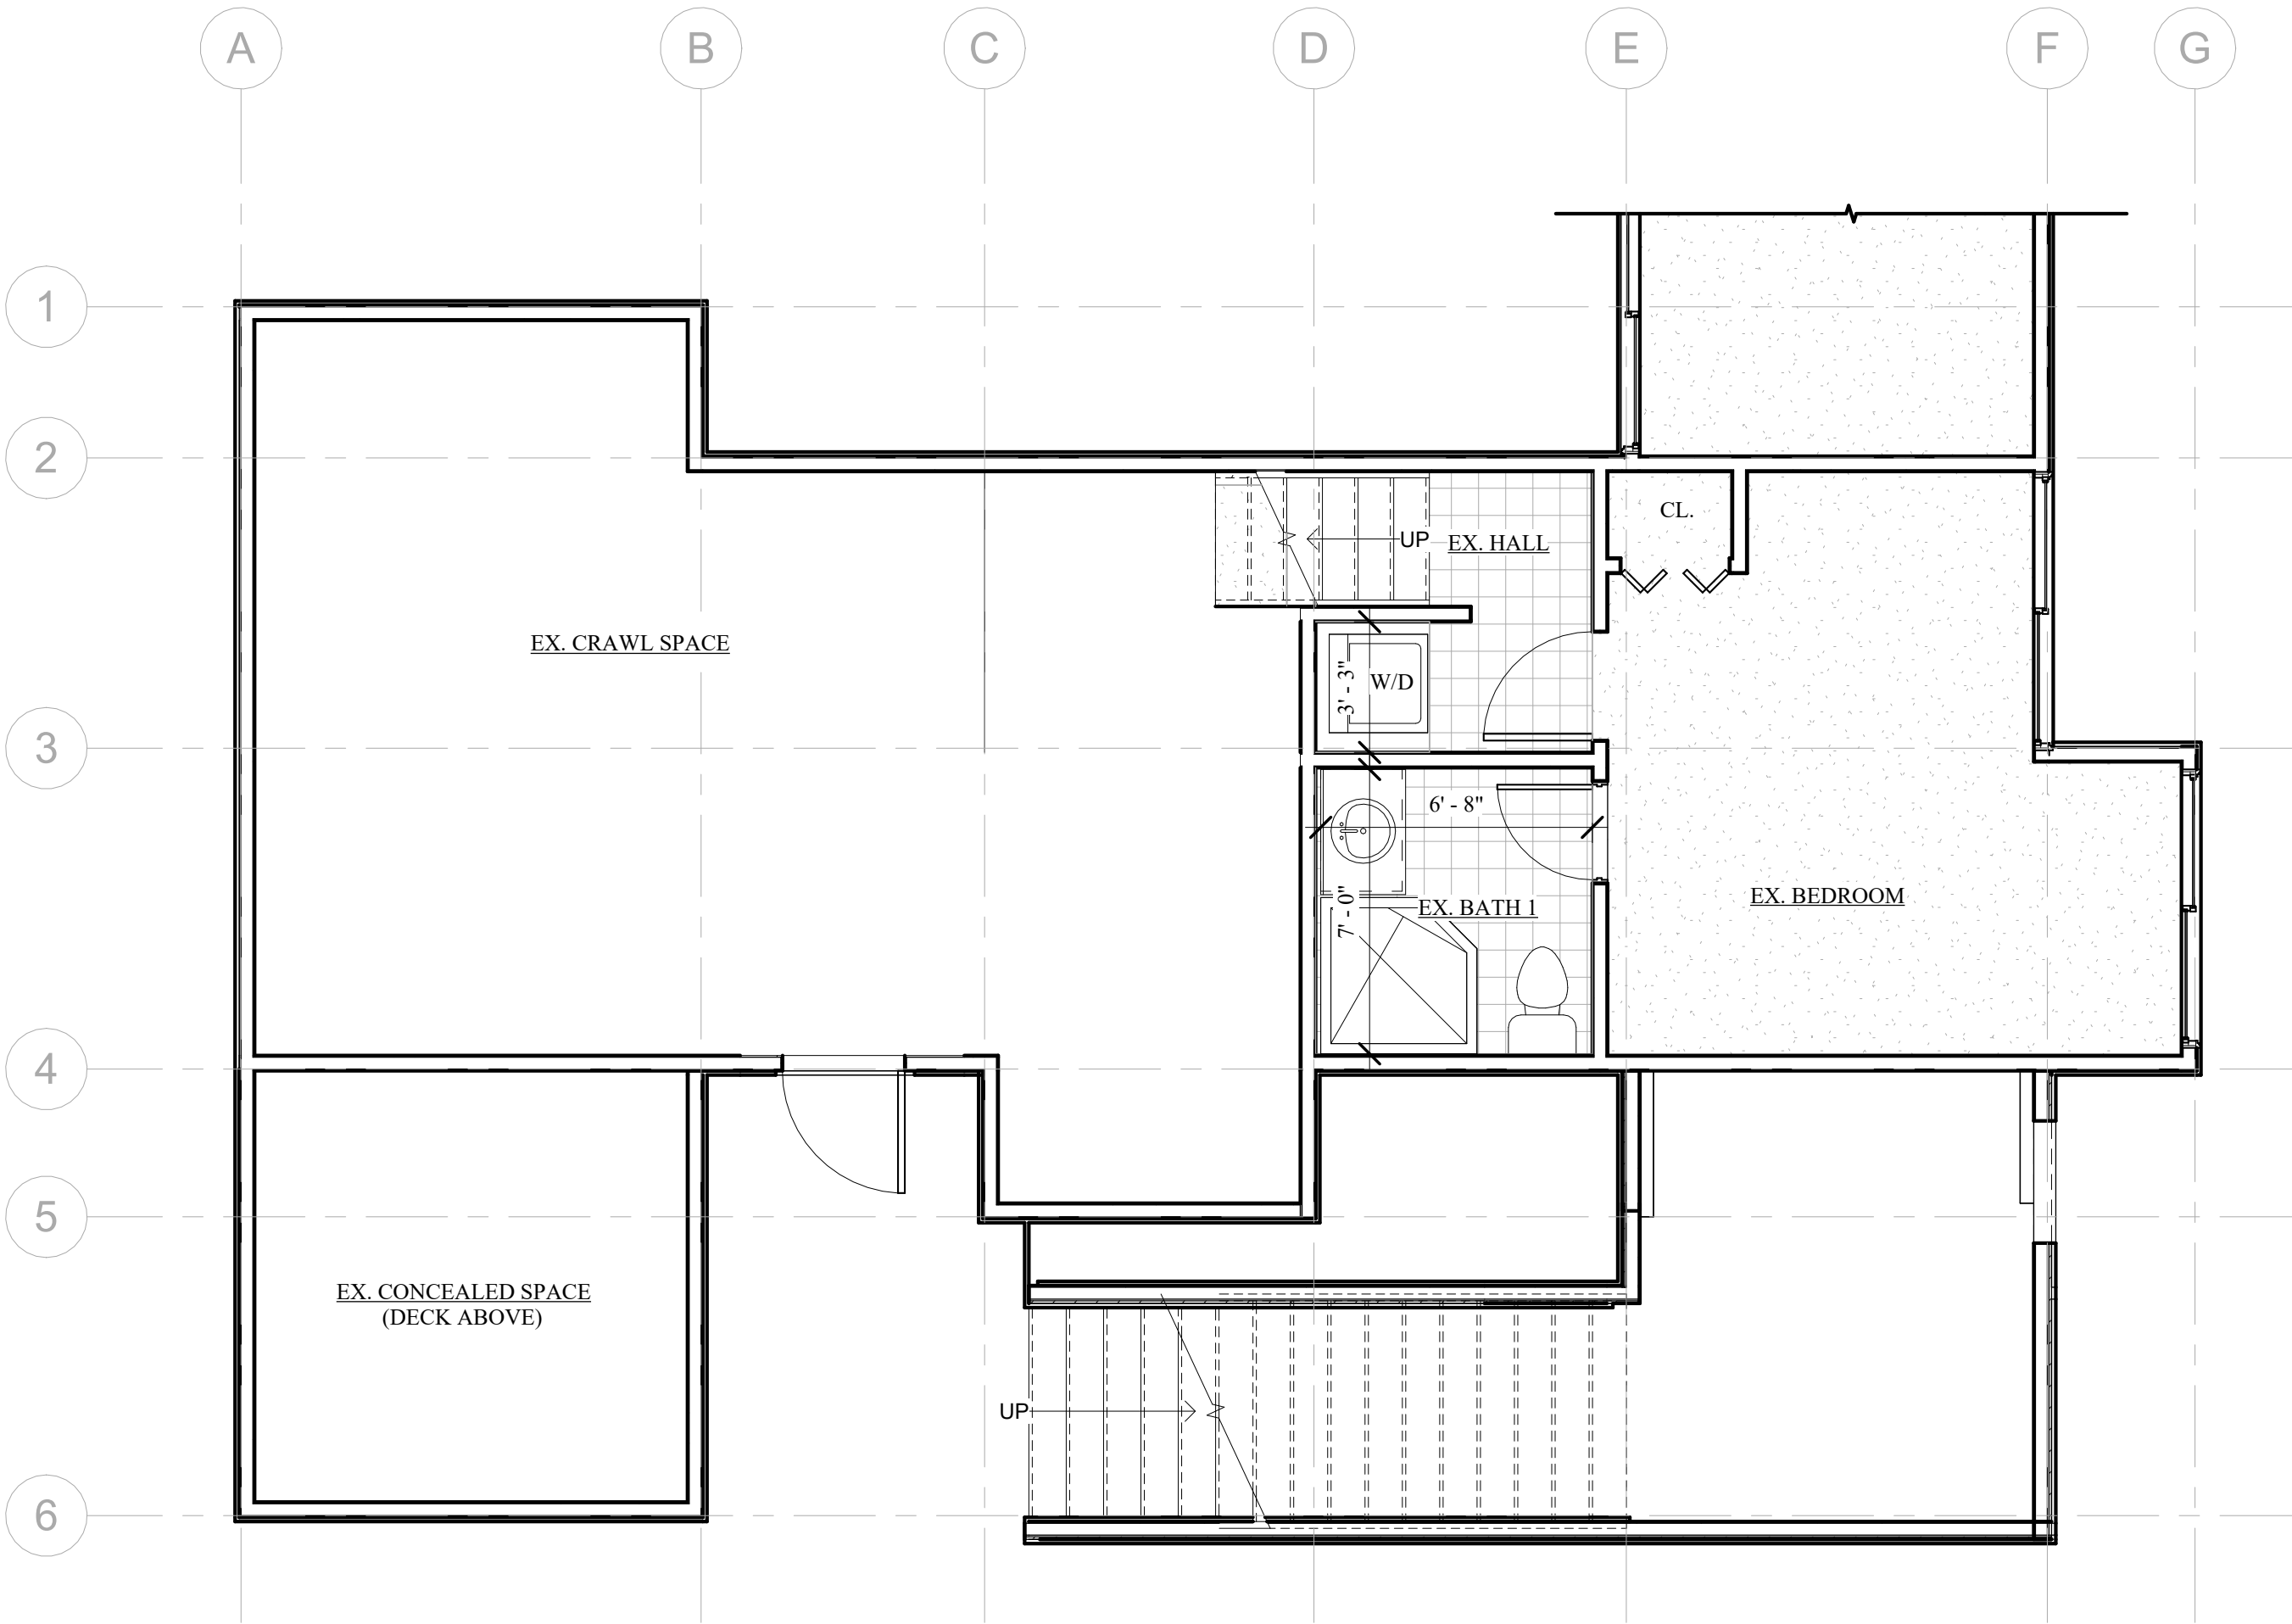 A
B
C
D
E
F
G
1
2
CL.
UP
EX. HALL
EX. CRAWL SPACE
3' - 3"
W/D
3
6' - 8"
7' - 0"
EX. BATH 1
EX. BEDROOM
4
5
EX. CONCEALED SPACE
(DECK ABOVE)
UP
6